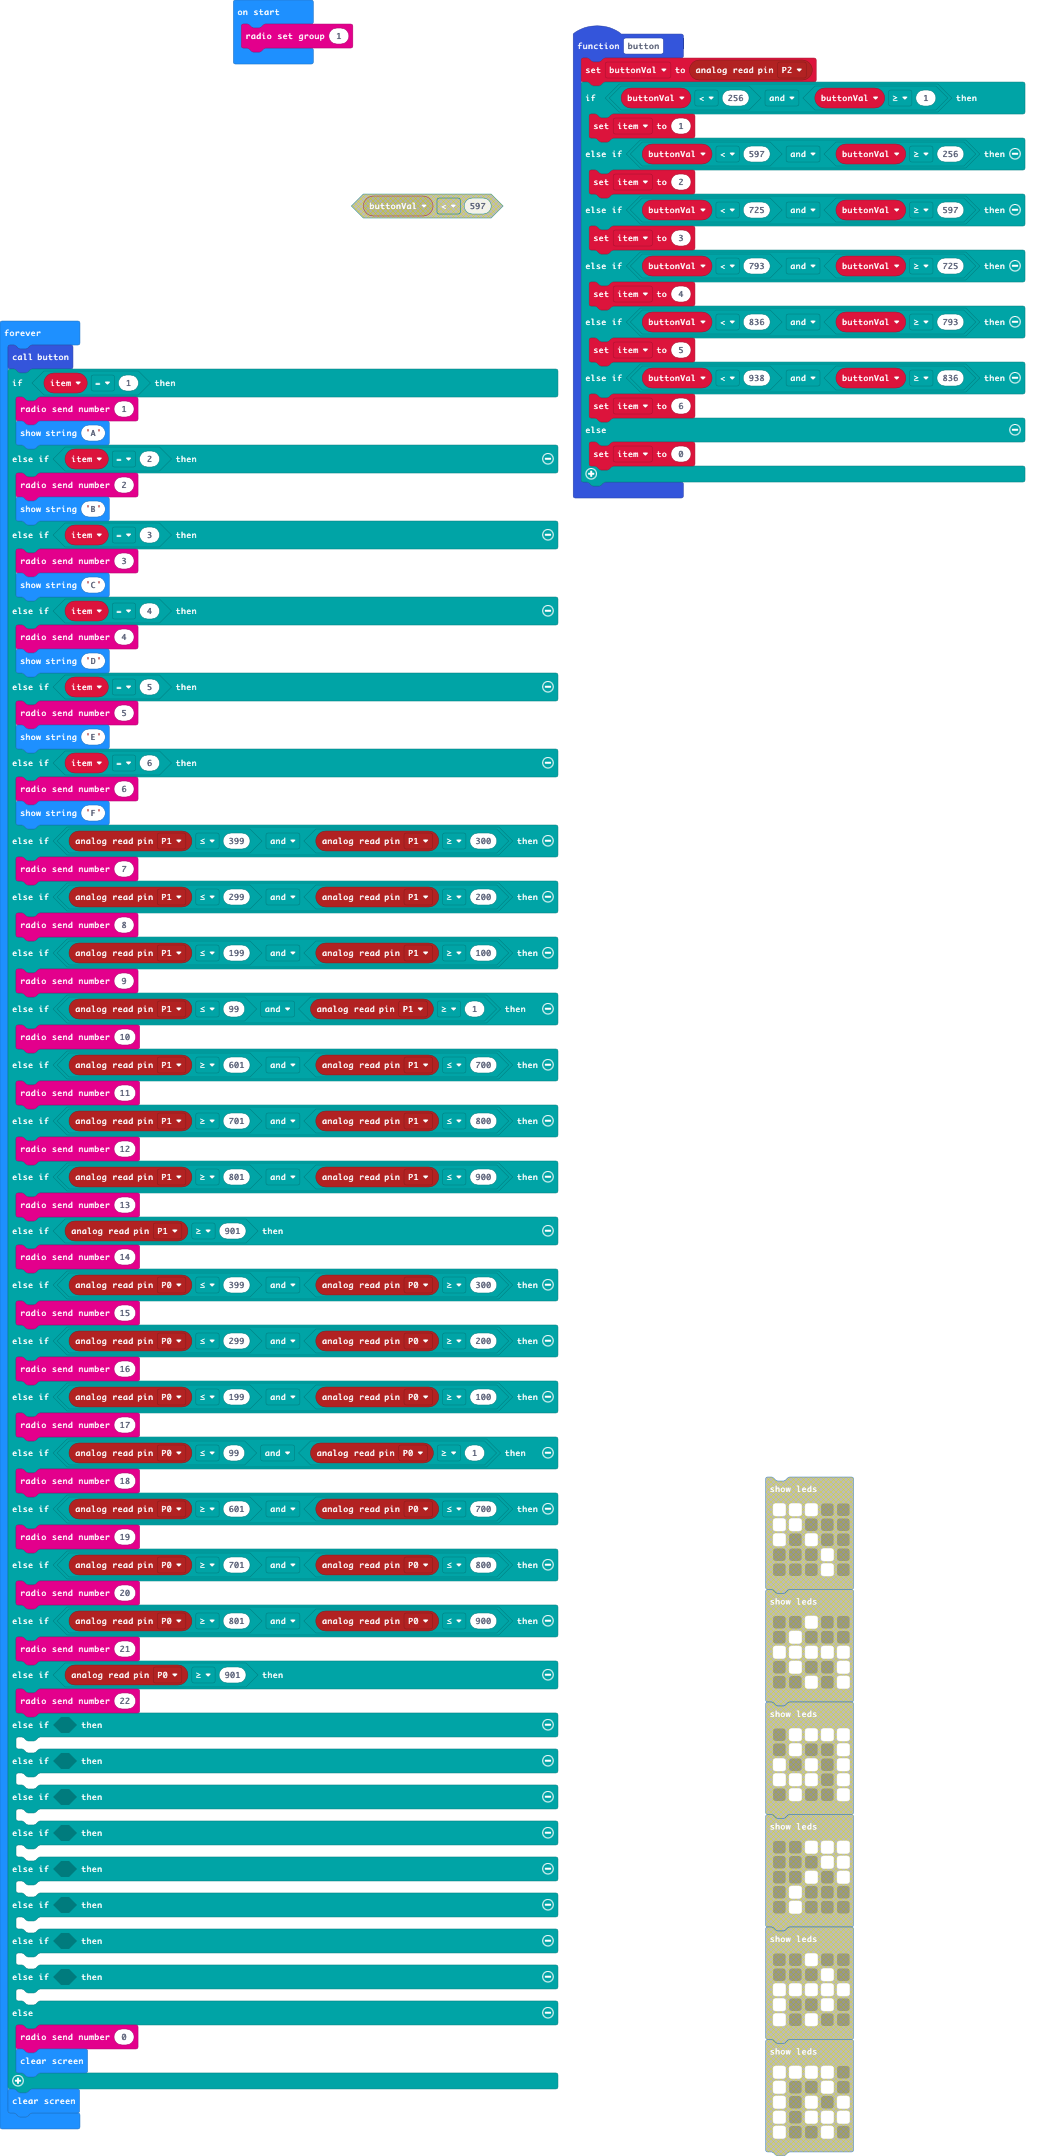 on start
radio set group 1
function button
set buttonVal to analog read pin P2
if buttonVal < 256 and buttonVal ≥ 1 then
set item to 1
else if buttonVal < 597 and buttonVal ≥ 256 then
set item to 2
else if buttonVal < 725 and buttonVal ≥ 597 then
set item to 3
else if buttonVal < 793 and buttonVal ≥ 725 then
set item to 4
else if buttonVal < 836 and buttonVal ≥ 793 then
set item to 5
else if buttonVal < 938 and buttonVal ≥ 836 then
set item to 6
else
set item to 0
buttonVal < 597
forever
call button
if item = 1 then
radio send number 1
show string "A"
else if item = 2 then
radio send number 2
show string "B"
else if item = 3 then
radio send number 3
show string "C"
else if item = 4 then
radio send number 4
show string "D"
else if item = 5 then
radio send number 5
show string "E"
else if item = 6 then
radio send number 6
show string "F"
else if analog read pin P1 ≤ 399 and analog read pin P1 ≥ 300 then
radio send number 7
else if analog read pin P1 ≤ 299 and analog read pin P1 ≥ 200 then
radio send number 8
else if analog read pin P1 ≤ 199 and analog read pin P1 ≥ 100 then
radio send number 9
else if analog read pin P1 ≤ 99 and analog read pin P1 ≥ 1 then
radio send number 10
else if analog read pin P1 ≥ 601 and analog read pin P1 ≤ 700 then
radio send number 11
else if analog read pin P1 ≥ 701 and analog read pin P1 ≤ 800 then
radio send number 12
else if analog read pin P1 ≥ 801 and analog read pin P1 ≤ 900 then
radio send number 13
else if analog read pin P1 ≥ 901 then
radio send number 14
else if analog read pin P0 ≤ 399 and analog read pin P0 ≥ 300 then
radio send number 15
else if analog read pin P0 ≤ 299 and analog read pin P0 ≥ 200 then
radio send number 16
else if analog read pin P0 ≤ 199 and analog read pin P0 ≥ 100 then
radio send number 17
else if analog read pin P0 ≤ 99 and analog read pin P0 ≥ 1 then
radio send number 18
else if analog read pin P0 ≥ 601 and analog read pin P0 ≤ 700 then
radio send number 19
else if analog read pin P0 ≥ 701 and analog read pin P0 ≤ 800 then
radio send number 20
else if analog read pin P0 ≥ 801 and analog read pin P0 ≤ 900 then
radio send number 21
else if analog read pin P0 ≥ 901 then
radio send number 22
else if then
else if then
else if then
else if then
else if then
else if then
else if then
else if then
else
radio send number 0
clear screen
clear screen
show leds
show leds
show leds
show leds
show leds
show leds